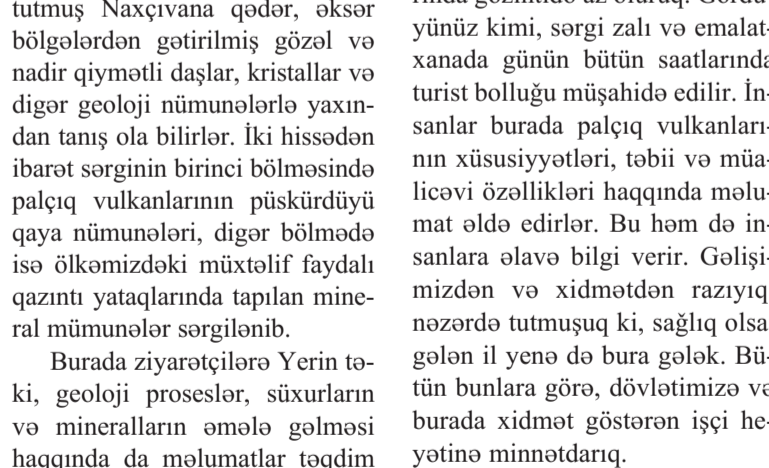 tutmuş Naxçıvana qədər, əksər
bölgələrdən gətirilmiş gözəl və
nadir qiymətli daşlar, kristallar və
digər geoloji nümunələrlə yaxın-
dan tanış ola bilirlər. İki hissədən
ibarət sərginin birinci bölməsində
palçıq vulkanlarının püskürdüyü
qaya nümunələri, digər bölmədə
isə ölkəmizdəki müxtəlif faydalı
qazıntı yataqlarında tapılan mine-
ral mümunələr sərgilənib.
Burada ziyarətçilərə Yerin tə-
ki, geoloji proseslər, süxurların
və mineralların əmələ gəlməsi
haqqında da məlumatlar təqdim
yünüz kimi, sərgi zalı və emalat-
xanada günün bütün saatlarında
turist bolluğu müşahidə edilir. İn-
sanlar burada palçıq vulkanları-
nın xüsusiyyətləri, təbii və müa-
licəvi özəllikləri haqqında məlu-
mat əldə edirlər. Bu həm də in-
sanlara əlavə bilgi verir. Gəlişi-
mizdən və xidmətdən razıyıq
nəzərdə tutmuşuq ki, sağlıq olsa
gələn il yenə də bura gələk. Bü-
tün bunlara görə, dövlətimizə və
burada xidmət göstərən işçi he-
yətinə minnətdarıq.